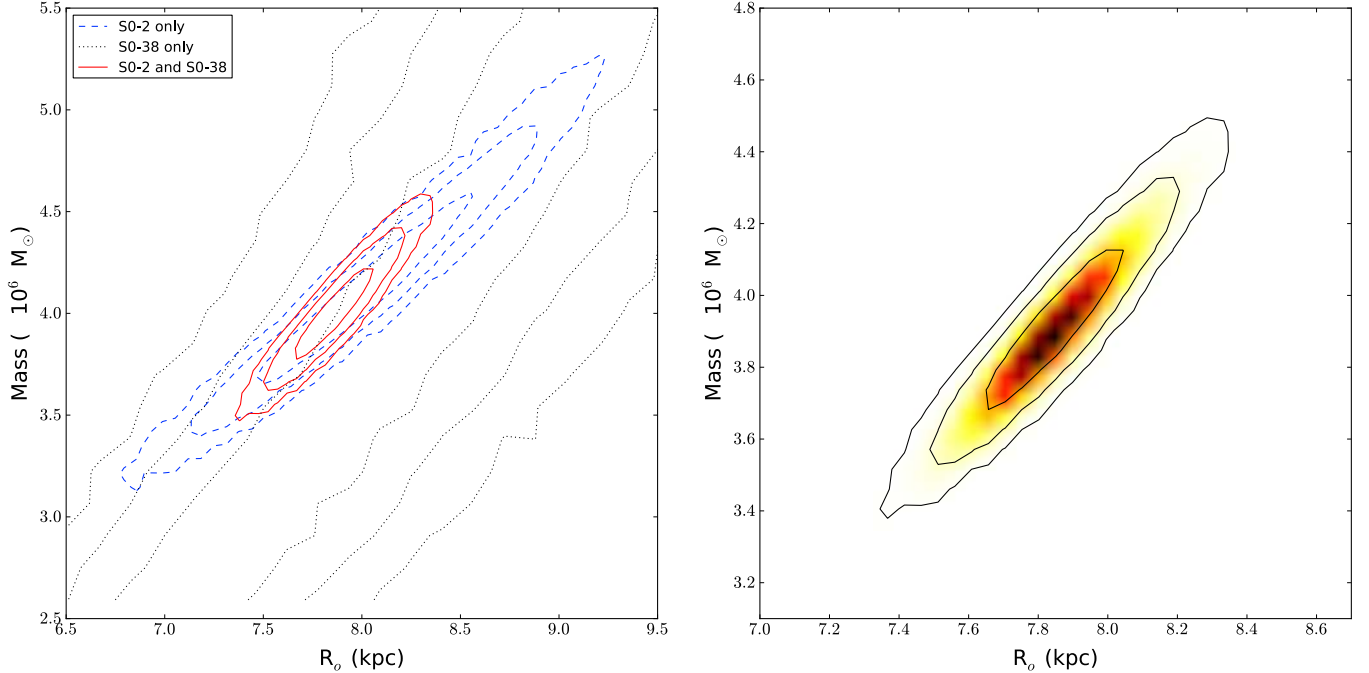 5.5
5.0
4.5
4.0
3.5
3.0
2.5
Mass ( 10⁶ M☉)
S0-2 only
S0-38 only
S0-2 and S0-38
6.5 7.0 7.5 8.0 8.5 9.0 9.5
Rₒ (kpc)
4.8
4.6
4.4
4.2
4.0
3.8
3.6
3.4
3.2
Mass ( 10⁶ M☉)
7.0 7.2 7.4 7.6 7.8 8.0 8.2 8.4 8.6
Rₒ (kpc)